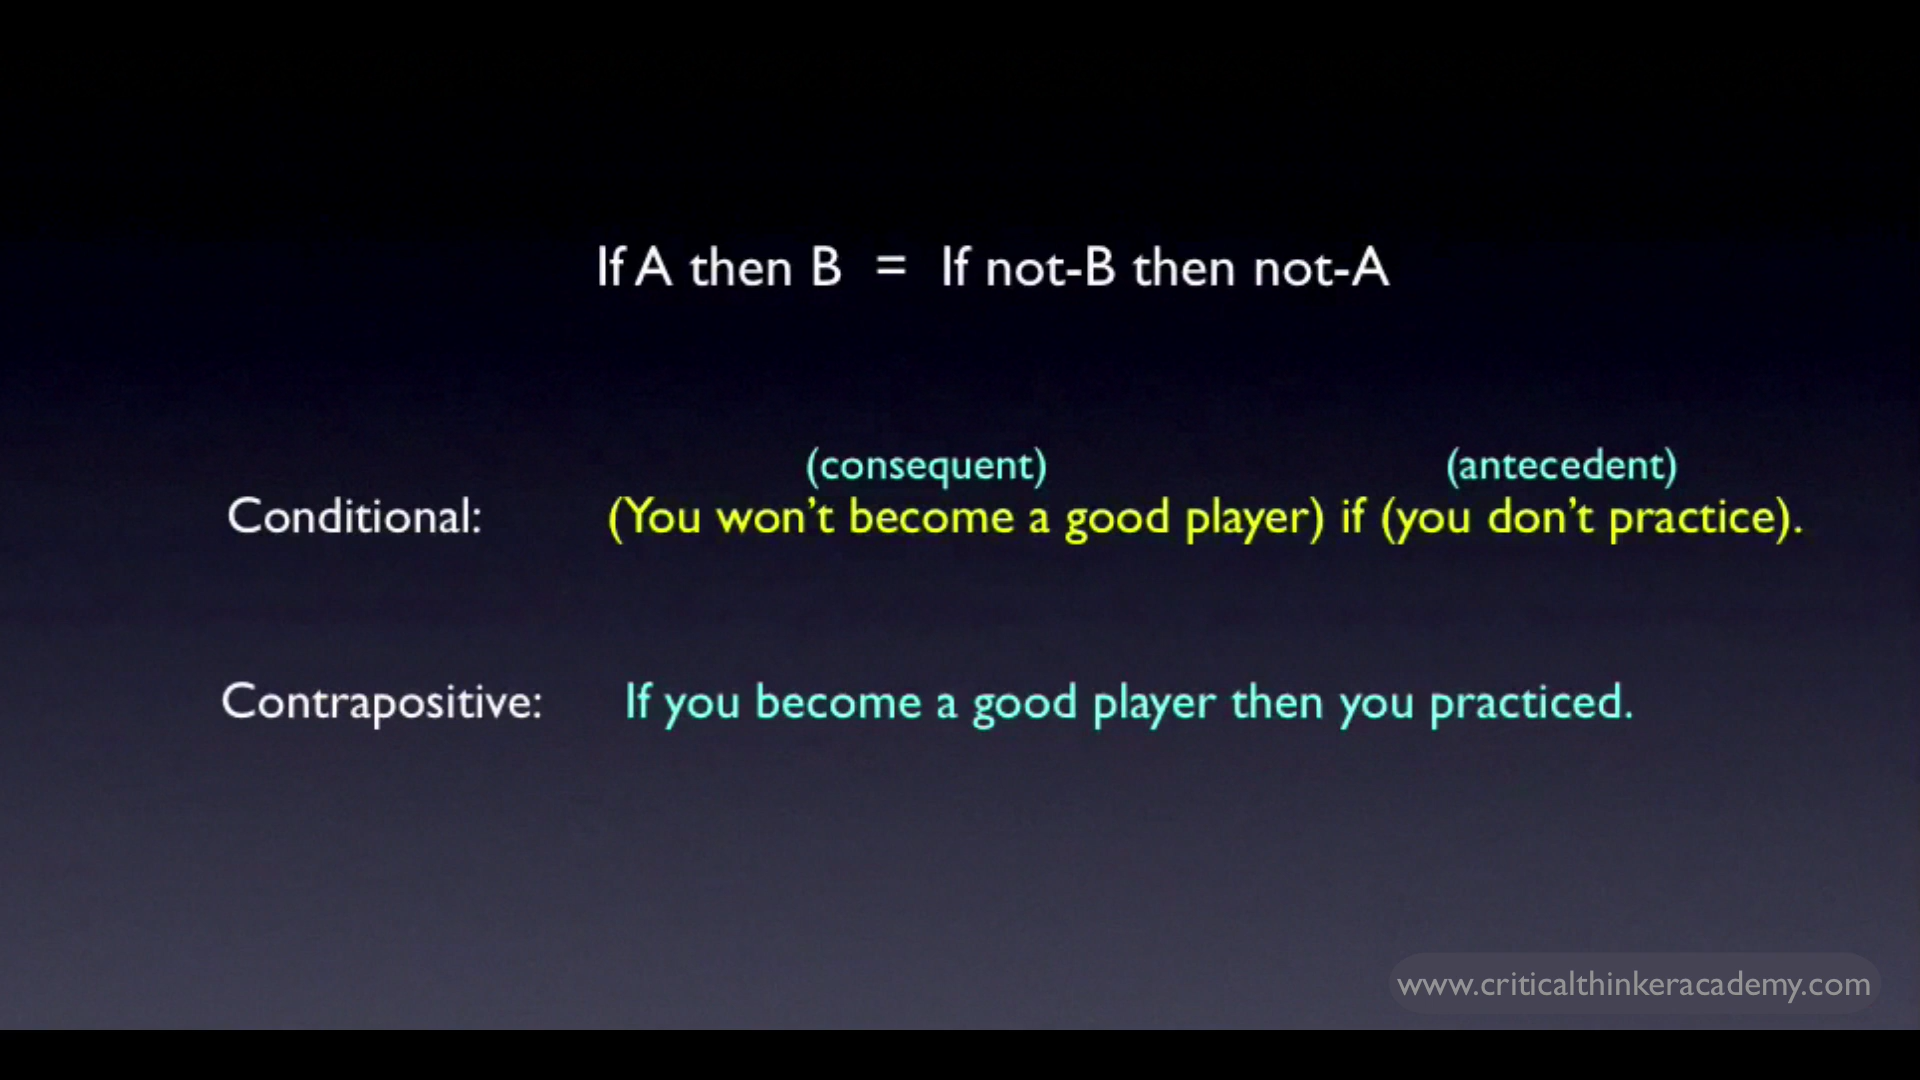 If A then B = If not-B then not-A
(consequent) (antecedent)
Conditional: (You won’t become a good player) if (you don’t practice).
Contrapositive: If you become a good player then you practiced.
www.criticalthinkeracademy.com